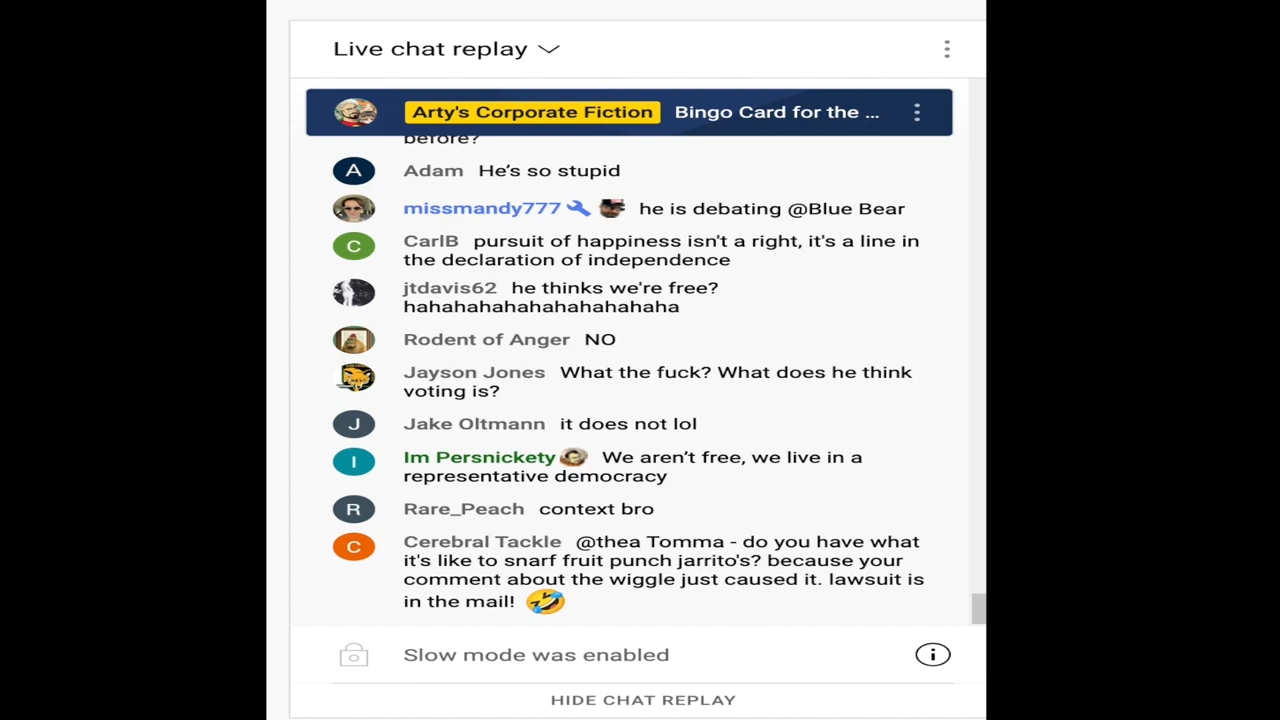 Live chat replay
Arty's Corporate Fiction Bingo Card for the ...
before?
A Adam He's so stupid
missmandy777 he is debating @Blue Bear
C CarlB pursuit of happiness isn't a right, it's a line in
the declaration of independence
jtdavis62 he thinks we're free?
hahahahahahahahahahaha
Rodent of Anger NO
Jayson Jones What the fuck? What does he think
voting is?
J Jake Oltmann it does not lol
I Im Persnickety We aren't free, we live in a
representative democracy
R Rare_Peach context bro
C Cerebral Tackle @thea Tomma - do you have what
it's like to snarf fruit punch jarrito's? because your
comment about the wiggle just caused it. lawsuit is
in the mail! 🤣
Slow mode was enabled
HIDE CHAT REPLAY